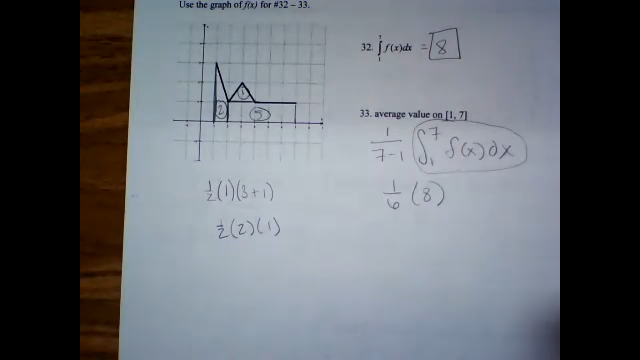 Use the graph of f(x) for #32 – 33.
32. ∫₁⁷ f(x)dx = 8
2
1
5
33. average value on [1, 7]
1/(7-1) ∫₁⁷ f(x)dx
1/2 (1)(3+1)
1/6 (8)
1/2 (2)(1)